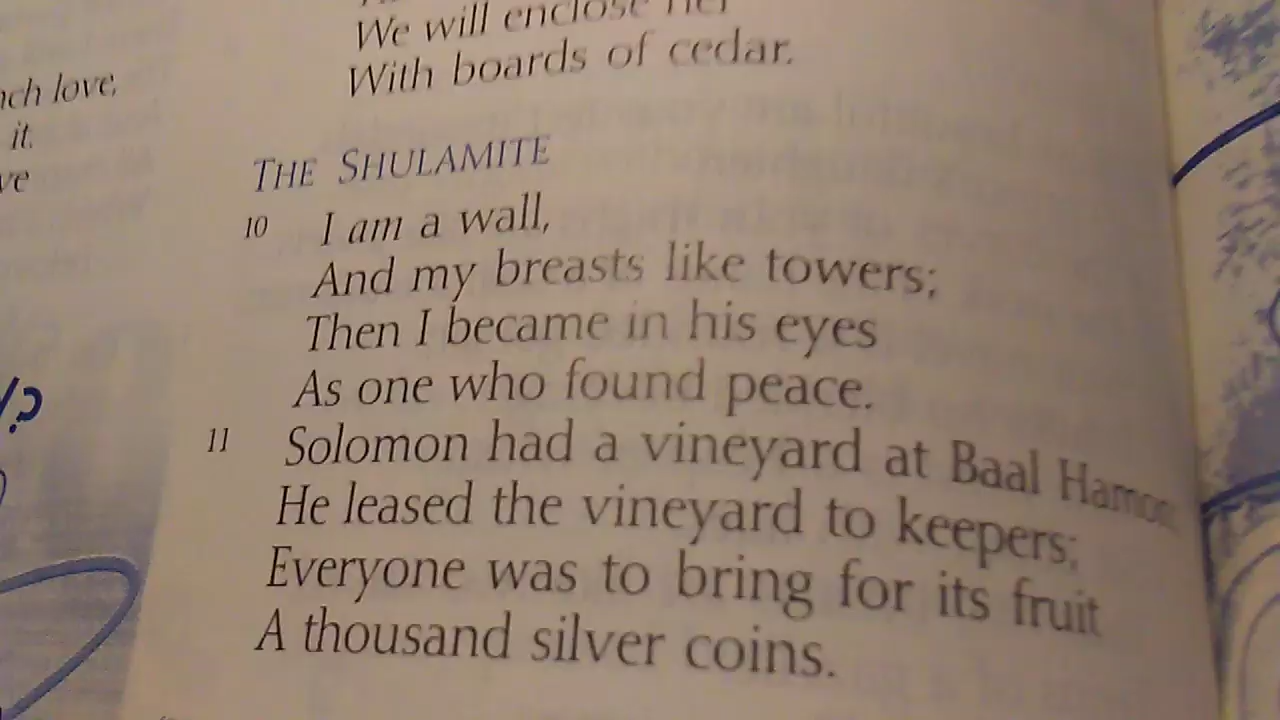 nch love,
it.
ve
We will enclose her
With boards of cedar.
THE SHULAMITE
10 I am a wall,
And my breasts like towers;
Then I became in his eyes
As one who found peace.
11 Solomon had a vineyard at Baal Hamon;
He leased the vineyard to keepers;
Everyone was to bring for its fruit
A thousand silver coins.